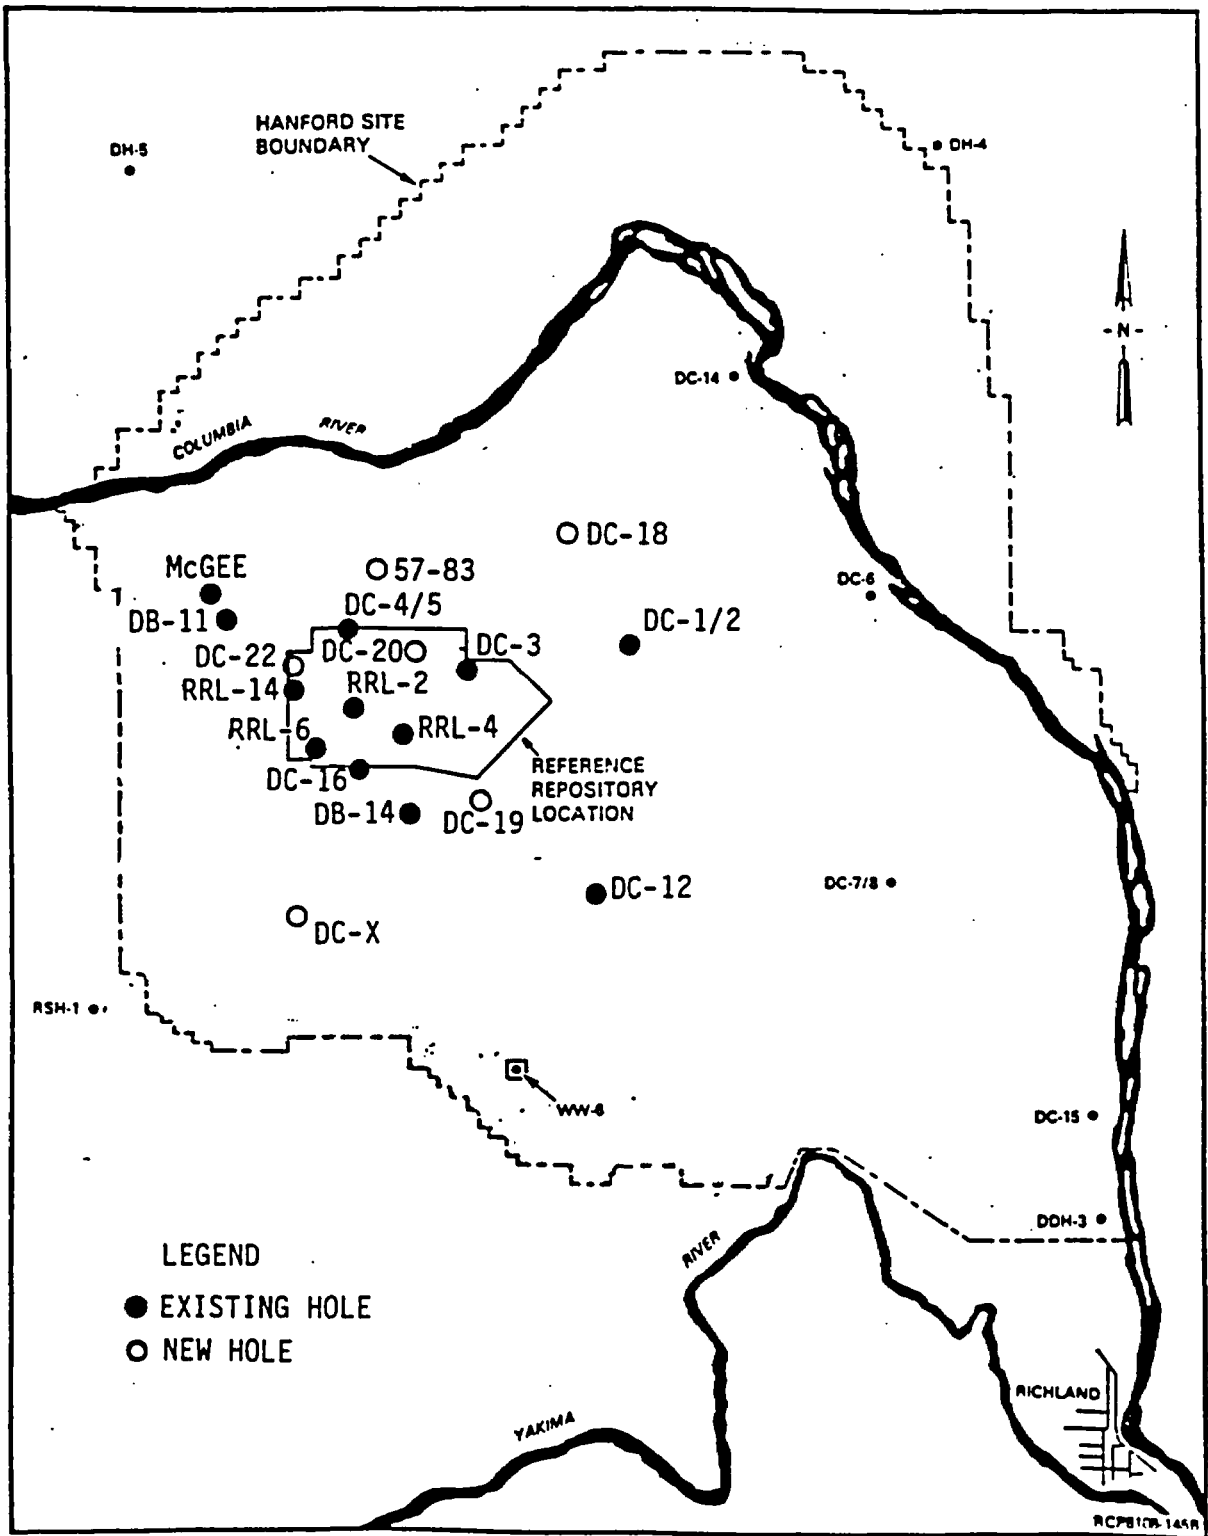 HANFORD SITE
BOUNDARY
DH-5
DH-4
- N -
DC-14
COLUMBIA
RIVER
DC-18
McGEE
57-83
DC-6
DC-4/5
DB-11
DC-1/2
DC-3
DC-20
DC-22
RRL-2
RRL-14
RRL-6
RRL-4
REFERENCE
REPOSITORY
LOCATION
DC-16
DB-14
DC-19
DC-12
DC-7/8
DC-X
RSH-1
DC-15
DDH-3
RIVER
LEGEND
EXISTING HOLE
NEW HOLE
RICHLAND
YAKIMA